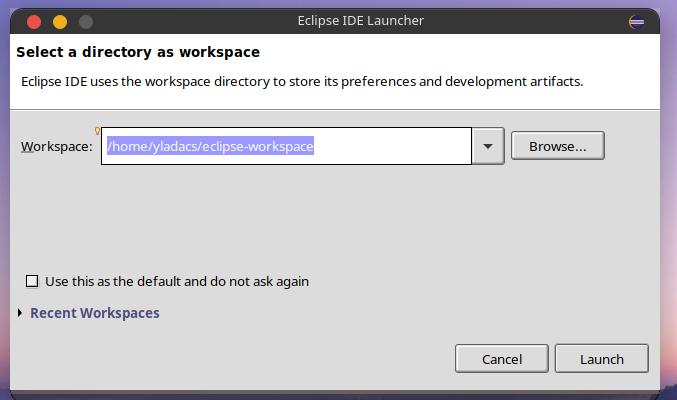 Eclipse IDE Launcher
Select a directory as workspace
Eclipse IDE uses the workspace directory to store its preferences and development artifacts.
Workspace: /home/yladacs/eclipse-workspace Browse...
Use this as the default and do not ask again
Recent Workspaces
Cancel Launch